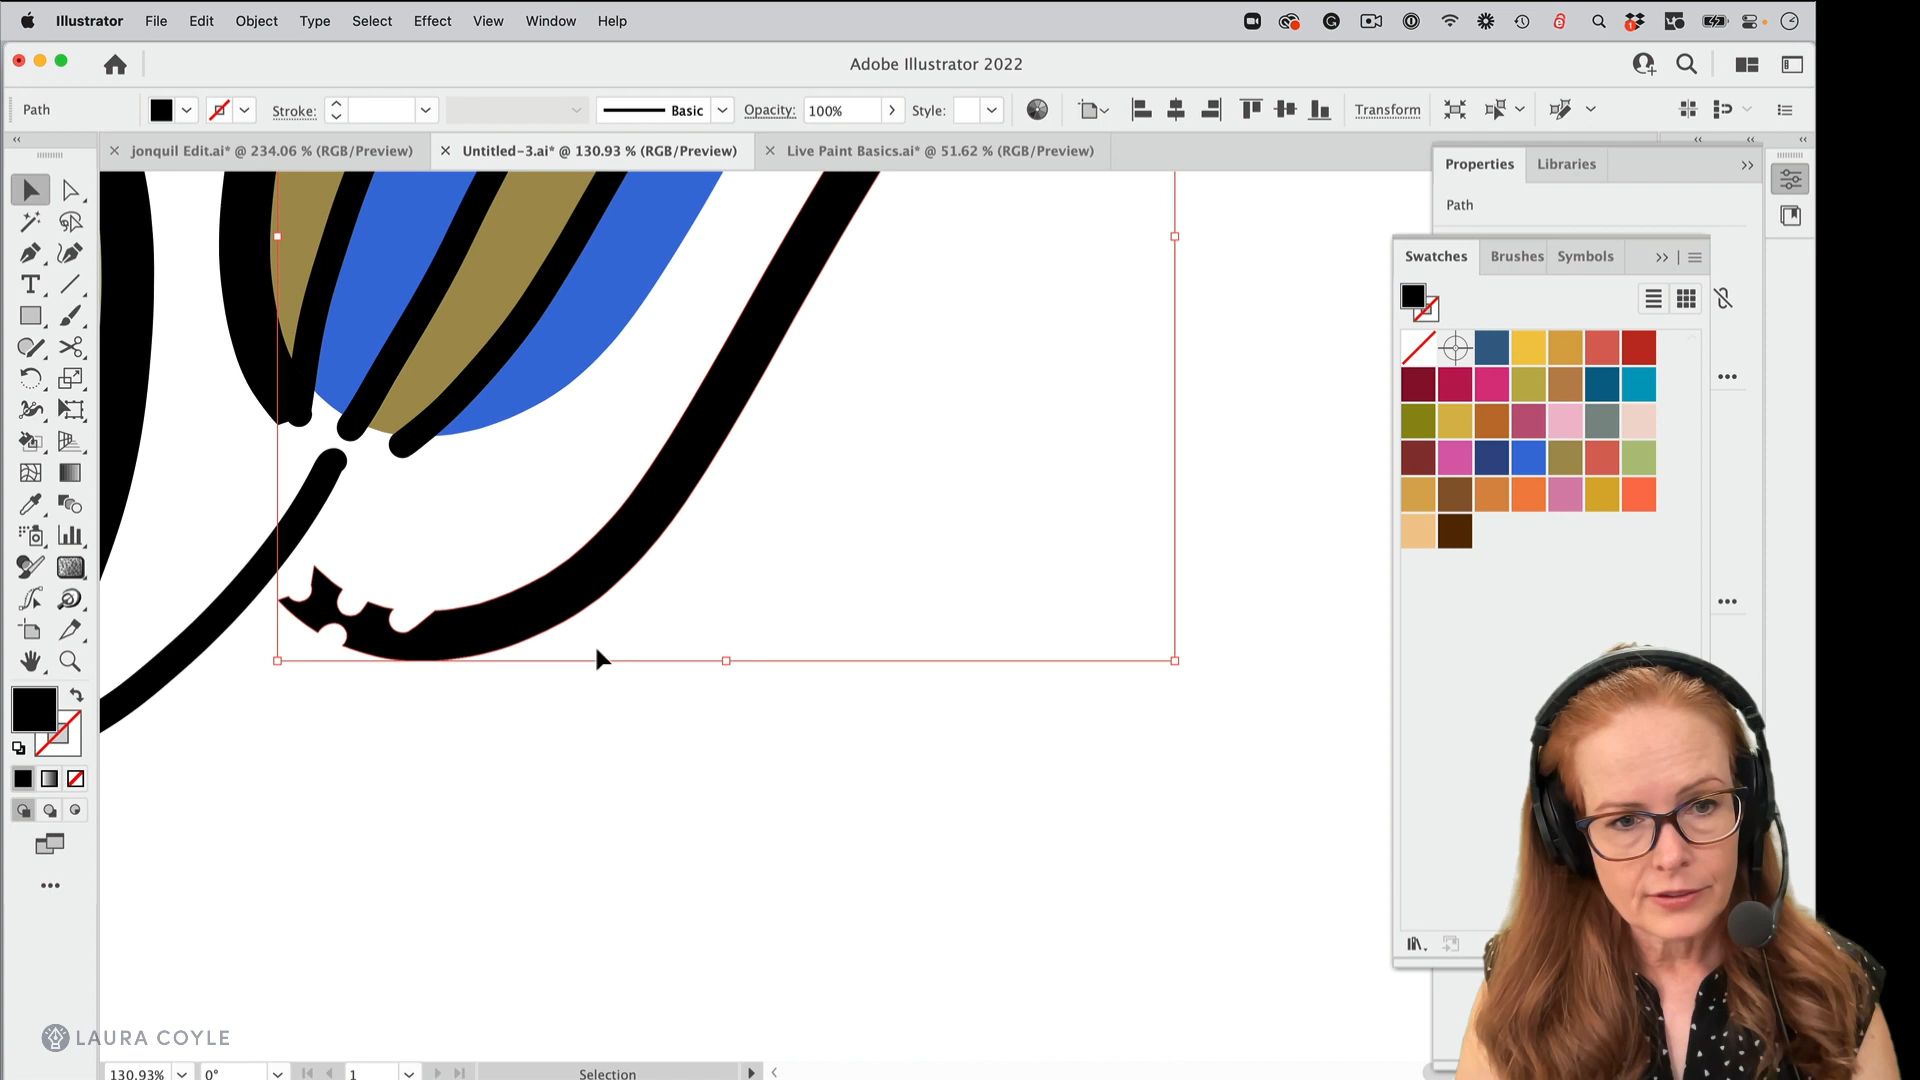 Illustrator File Edit Object Type Select Effect View Window Help
Adobe Illustrator 2022
Path Stroke: Basic Opacity: 100% Style: Transform
jonquil Edit.ai* @ 234.06 % (RGB/Preview) Untitled-3.ai* @ 130.93 % (RGB/Preview) Live Paint Basics.ai* @ 51.62 % (RGB/Preview)
Properties Libraries
Path
Swatches Brushes Symbols
LAURA COYLE
130.93% 0° 1 Selection